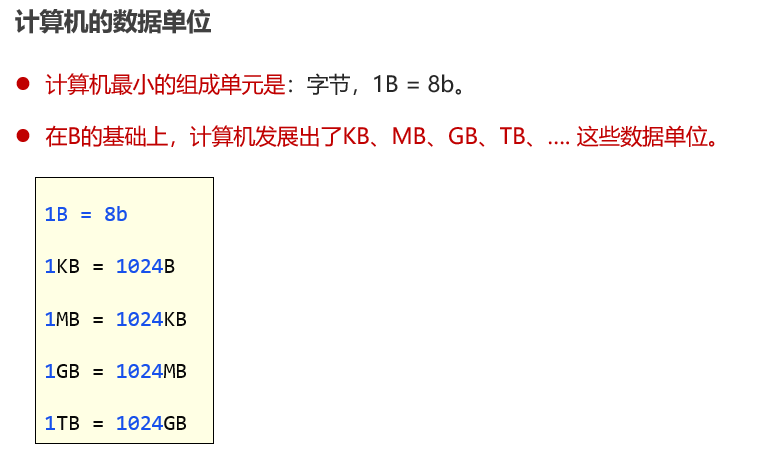 计算机的数据单位
● 计算机最小的组成单元是：字节，1B = 8b。
● 在B的基础上，计算机发展出了KB、MB、GB、TB、.... 这些数据单位。
1B = 8b
1KB = 1024B
1MB = 1024KB
1GB = 1024MB
1TB = 1024GB